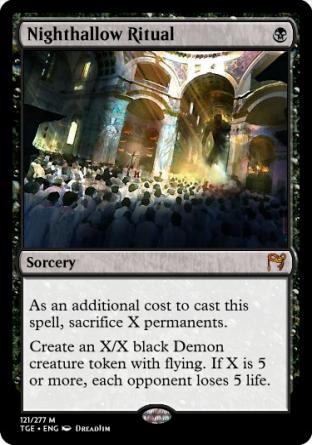 Nighthallow Ritual
Sorcery
As an additional cost to cast this
spell, sacrifice X permanents.
Create an X/X black Demon
creature token with flying. If X is 5
or more, each opponent loses 5 life.
121/277 M
TGE • ENG DreadJim